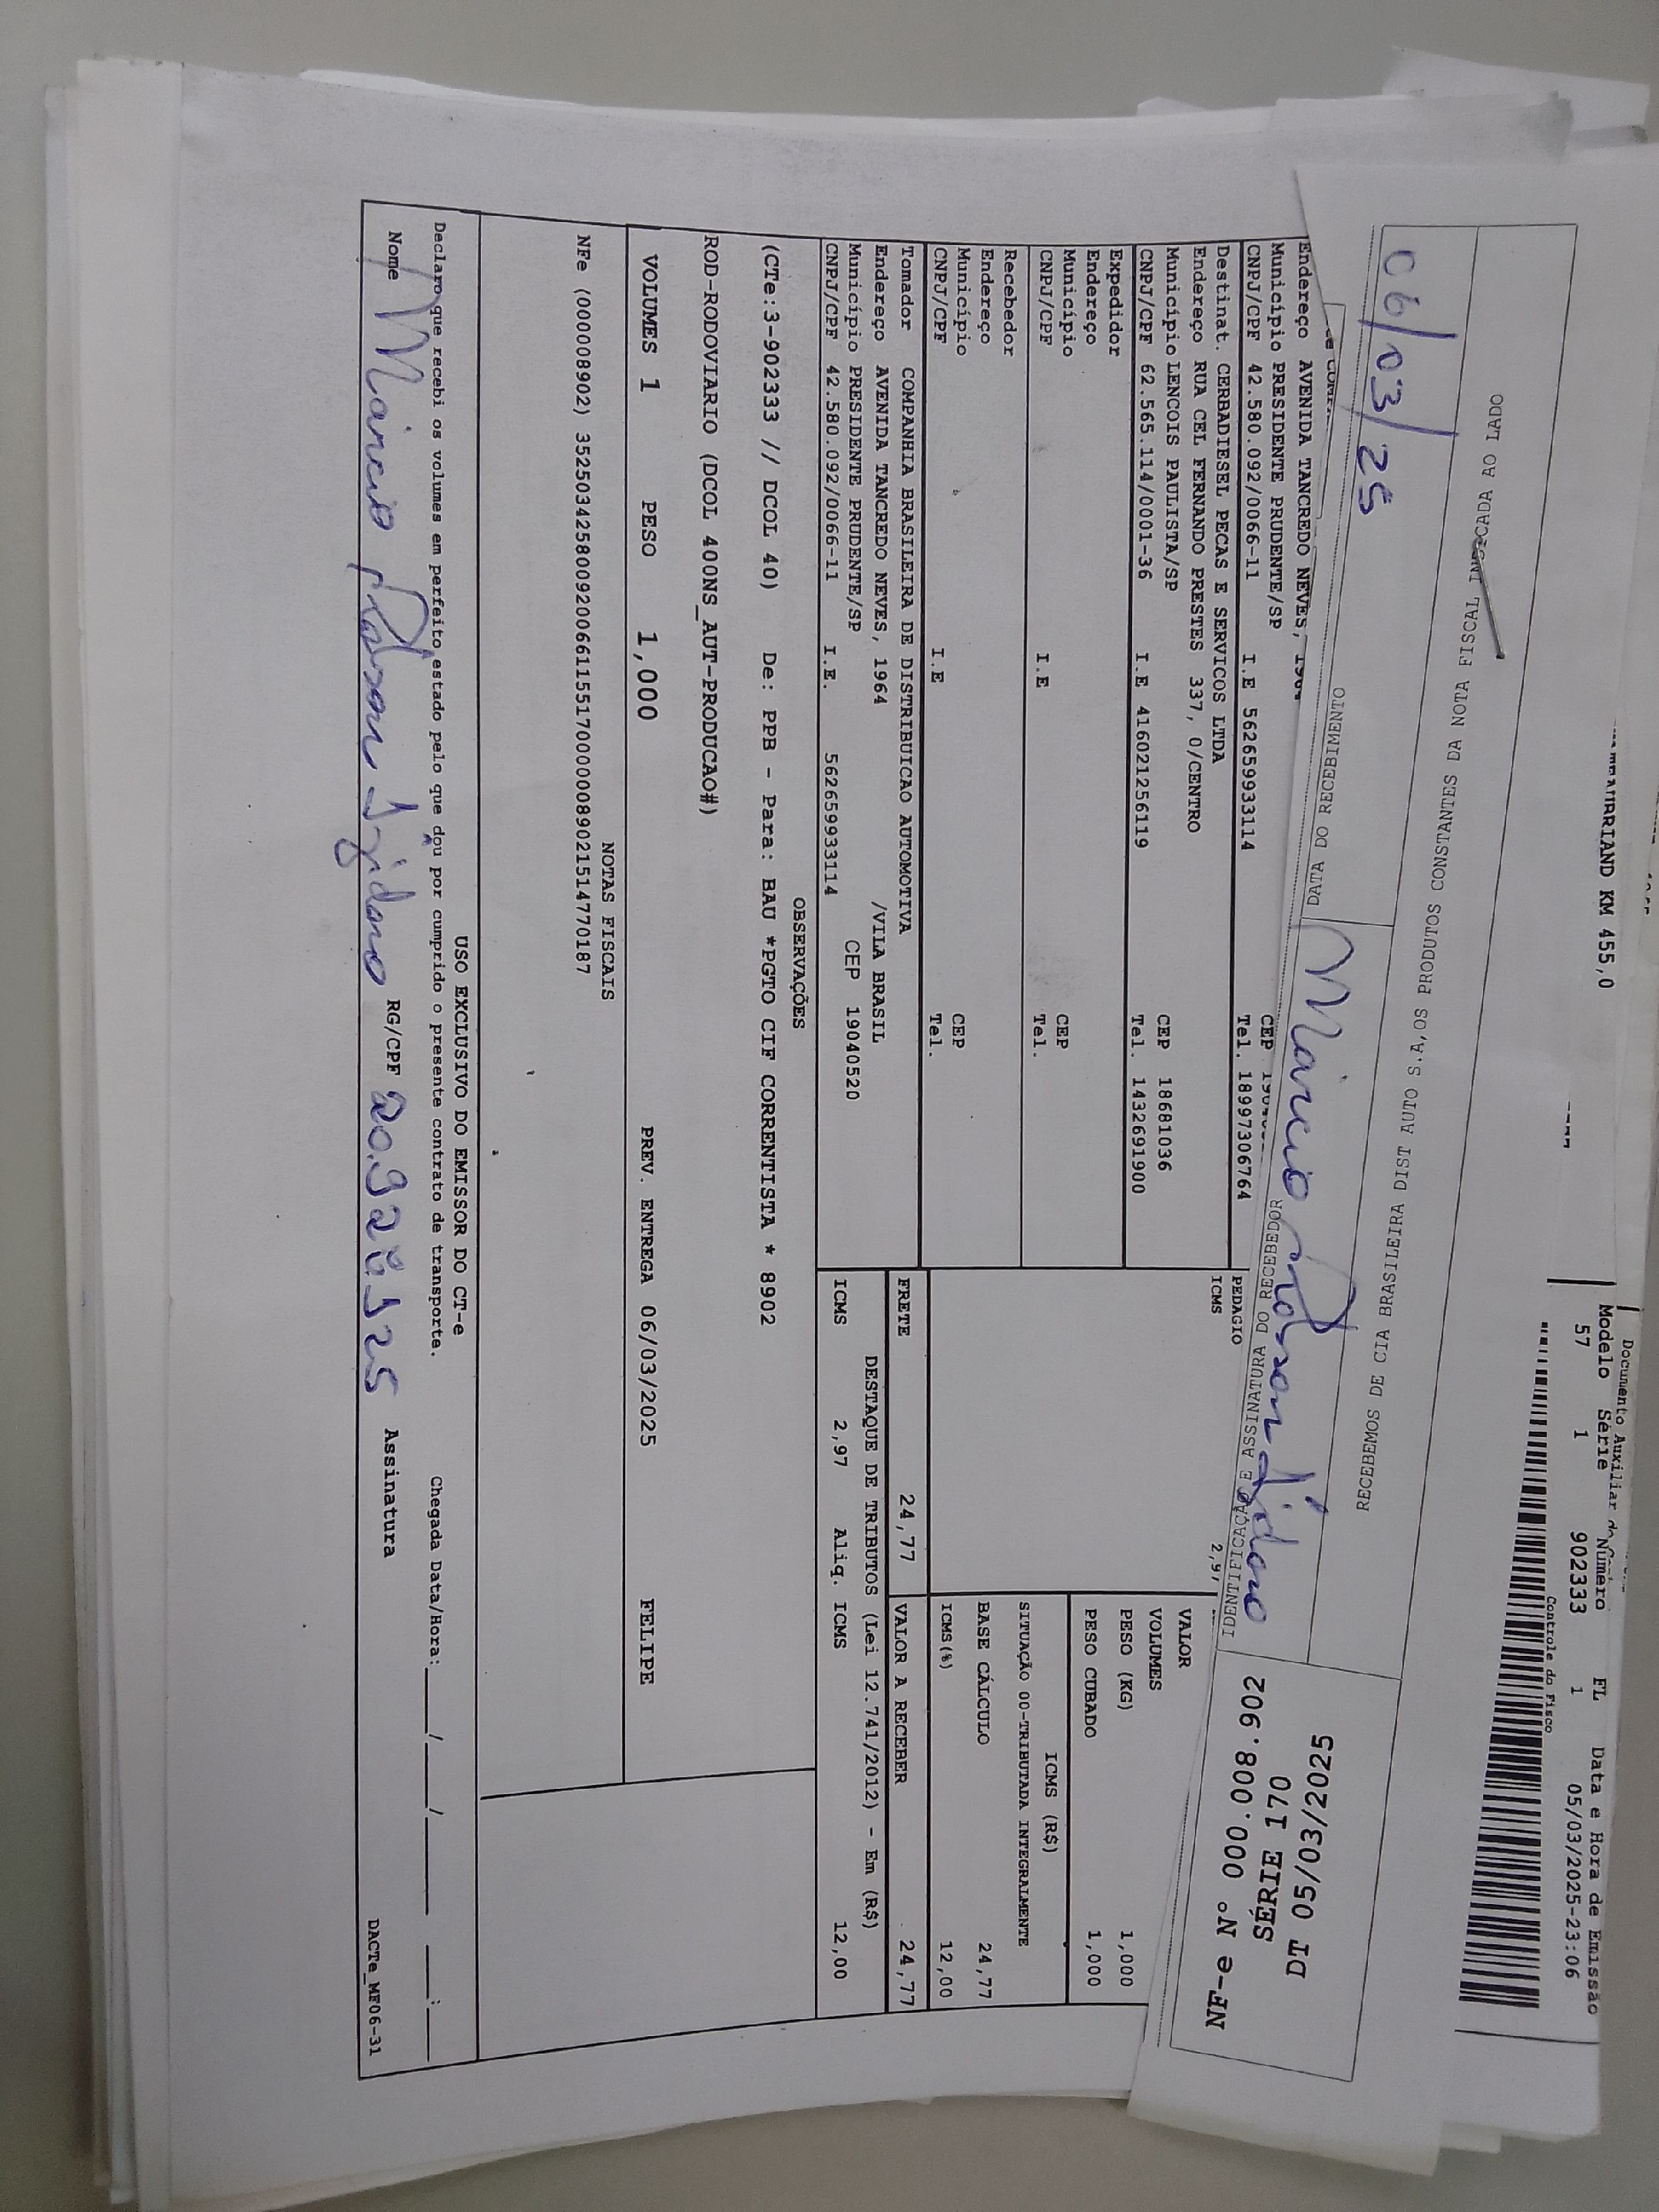 Documento Auxiliar
Modelo Série Número FL Data e Hora de Emissão
57 1 902333 1 05/03/2025-23:06
KM 455,0
Controle do Fisco
RECEBEMOS DE CIA BRASILEIRA DIST AUTO S.A,OS PRODUTOS CONSTANTES DA NOTA FISCAL INDICADA AO LADO
06/03/25
DATA DO RECEBIMENTO
Marcio
IDENTIFICAÇÃO E ASSINATURA DO RECEBEDOR
DT 05/03/2025
SÉRIE 170
NF-e Nº 000.008.902
Endereço AVENIDA TANCREDO NEVES,
Município PRESIDENTE PRUDENTE/SP CEP
CNPJ/CPF 42.580.092/0066-11 I.E 562659933114 Tel. 18997306764
Destinat. CERBADIESEL PECAS E SERVICOS LTDA
Endereço RUA CEL FERNANDO PRESTES 337, 0/CENTRO
Município LENCOIS PAULISTA/SP CEP 18681036
CNPJ/CPF 62.565.114/0001-36 I.E 416021256119 Tel. 1432691900
Expedidor
Endereço
Município CEP
CNPJ/CPF I.E Tel.
Recebedor
Endereço
Município CEP
CNPJ/CPF I.E Tel.
Tomador COMPANHIA BRASILEIRA DE DISTRIBUICAO AUTOMOTIVA
Endereço AVENIDA TANCREDO NEVES, 1964 /VILA BRASIL
Município PRESIDENTE PRUDENTE/SP CEP 19040520
CNPJ/CPF 42.580.092/0066-11 I.E. 562659933114
PEDAGIO
ICMS 2,97
VALOR
VOLUMES
PESO (KG) 1,000
PESO CUBADO 1,000
ICMS (R$)
SITUAÇÃO 00-TRIBUTADA INTEGRALMENTE
BASE CÁLCULO 24,77
ICMS(%) 12,00
FRETE 24,77 VALOR A RECEBER 24,77
DESTAQUE DE TRIBUTOS (Lei 12.741/2012) - Em (R$)
ICMS 2,97 Aliq. ICMS 12,00
OBSERVAÇÕES
(CTe:3-902333 // DCOL 40) De: PPB - Para: BAU *PGTO CIF CORRENTISTA * 8902
ROD-RODOVIARIO (DCOL 400NS_AUT-PRODUCAO#)
VOLUMES 1 PESO 1,000 PREV. ENTREGA 06/03/2025 FELIPE
NOTAS FISCAIS
NFe (000008902) 35250342580092006611551700000089021514770187
USO EXCLUSIVO DO EMISSOR DO CT-e
Declaro que recebi os volumes em perfeito estado pelo que dou por cumprido o presente contrato de transporte. Chegada Data/Hora:____/____/______ ___:___
Nome Marcio RG/CPF Assinatura
DACTe_MF06-31